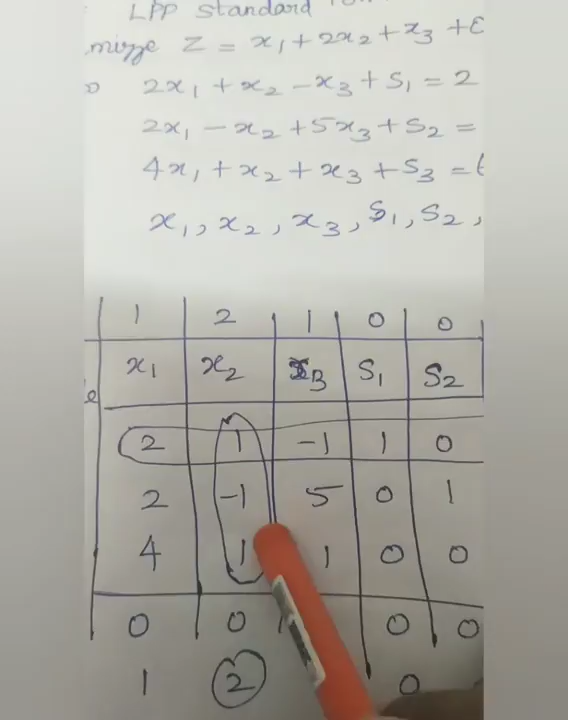 LPP standard
mizze Z = x₁ + 2x₂ + x₃ +
2x₁ + x₂ - x₃ + S₁ = 2
2x₁ - x₂ + 5x₃ + S₂ =
4x₁ + x₂ + x₃ + S₃ =
x₁, x₂, x₃, S₁, S₂,
1 2 1 0 0
x₁ x₂ x₃ S₁ S₂
2 1 -1 1 0
2 -1 5 0 1
4 1 1 0 0
0 0 0 0
1 2 0